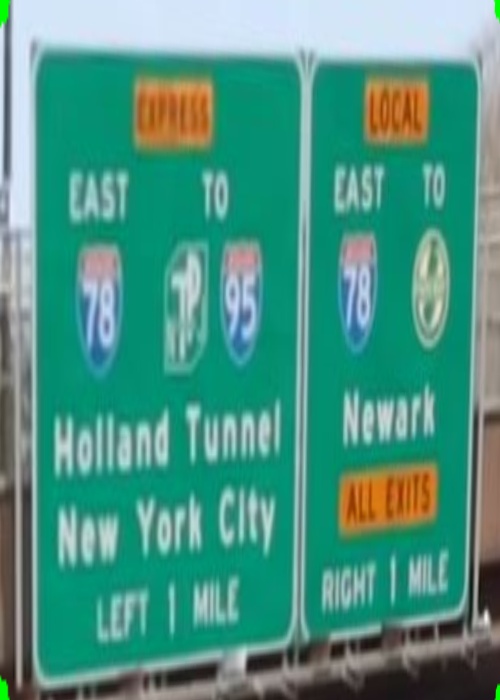 EXPRESS
EAST TO
78 TP 95
Holland Tunnel
New York City
LEFT 1 MILE
LOCAL
EAST TO
78
Newark
ALL EXITS
RIGHT 1 MILE